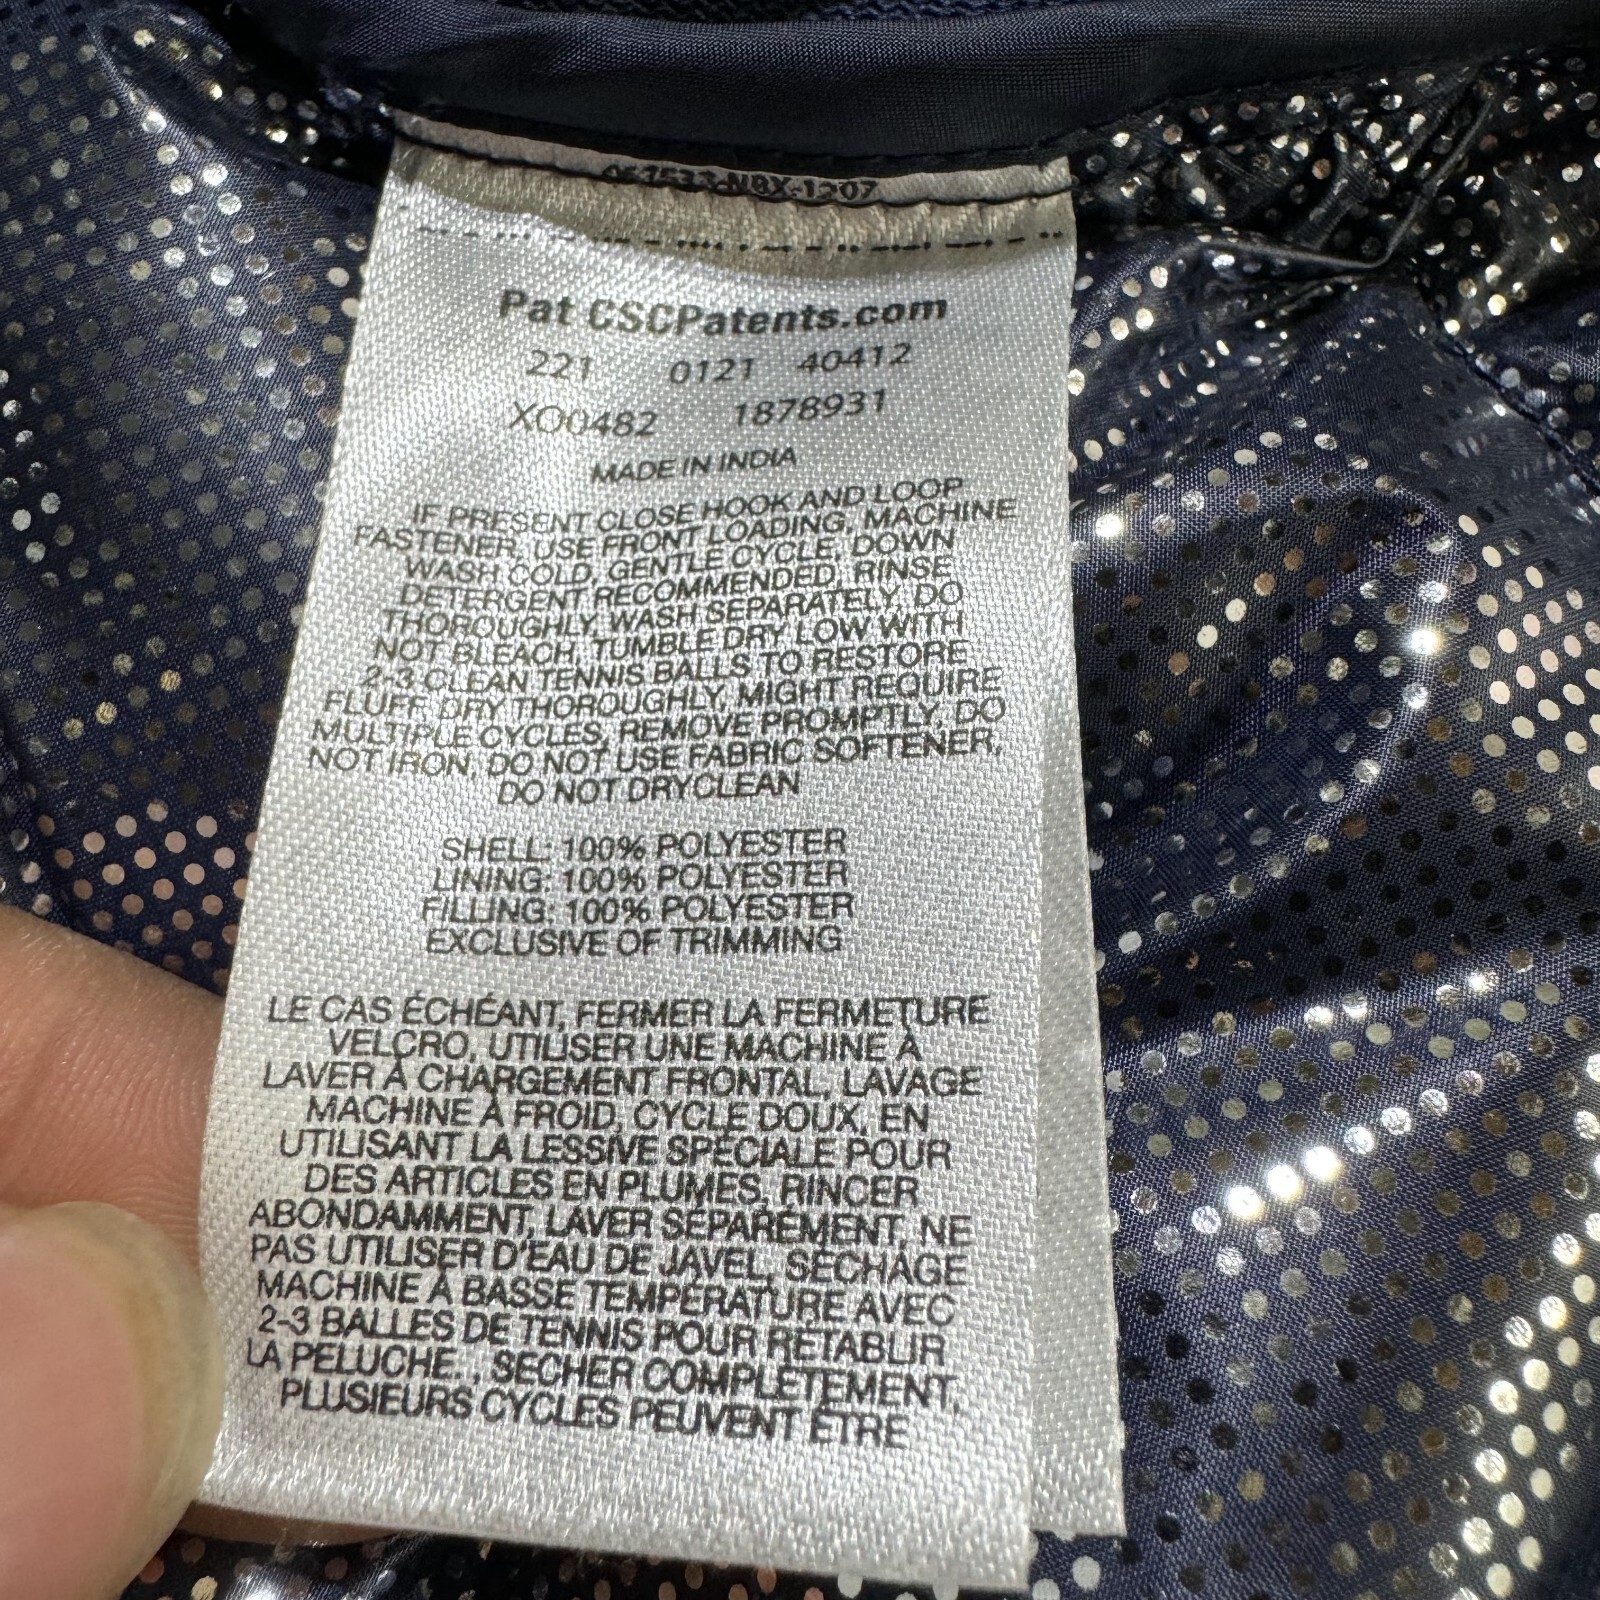 Pat CSCPatents.com
221 0121 40412
XO0482 1878931
MADE IN INDIA
IF PRESENT CLOSE HOOK AND LOOP
FASTENER, USE FRONT LOADING, MACHINE
WASH COLD, GENTLE CYCLE, DOWN
DETERGENT RECOMMENDED, RINSE
THOROUGHLY, WASH SEPARATELY, DO
NOT BLEACH, TUMBLE DRY LOW WITH
2-3 CLEAN TENNIS BALLS TO RESTORE
FLUFF, DRY THOROUGHLY, MIGHT REQUIRE
MULTIPLE CYCLES, REMOVE PROMPTLY, DO
NOT IRON, DO NOT USE FABRIC SOFTENER,
DO NOT DRYCLEAN
SHELL: 100% POLYESTER
LINING: 100% POLYESTER
FILLING: 100% POLYESTER
EXCLUSIVE OF TRIMMING
LE CAS ÉCHÉANT, FERMER LA FERMETURE
VELCRO, UTILISER UNE MACHINE À
LAVER À CHARGEMENT FRONTAL, LAVAGE
MACHINE À FROID, CYCLE DOUX, EN
UTILISANT LA LESSIVE SPÉCIALE POUR
DES ARTICLES EN PLUMES, RINCER
ABONDAMMENT, LAVER SÉPARÉMENT, NE
PAS UTILISER D'EAU DE JAVEL, SÉCHAGE
MACHINE À BASSE TEMPÉRATURE AVEC
2-3 BALLES DE TENNIS POUR RÉTABLIR
LA PELUCHE. , SÉCHER COMPLÈTEMENT,
PLUSIEURS CYCLES PEUVENT ÊTRE